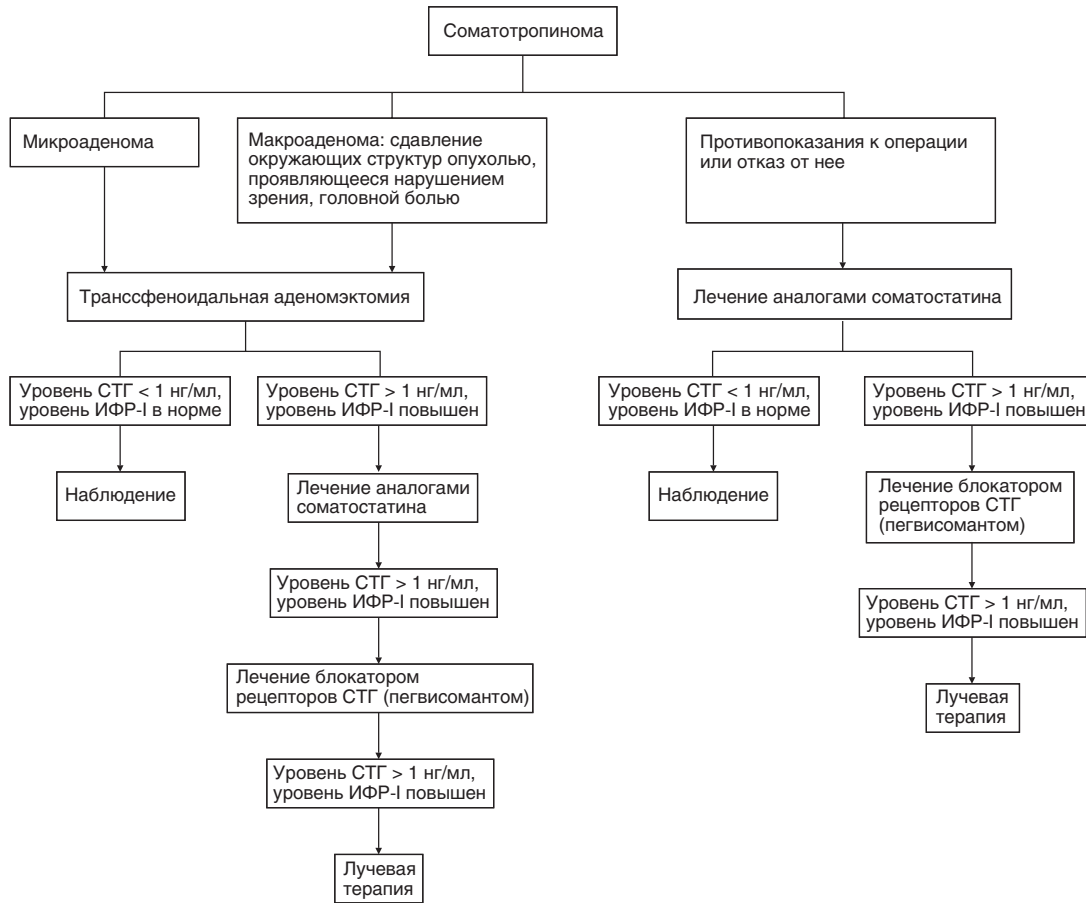 Соматотропинома
Микроаденома
Макроаденома: сдавление
окружающих структур опухолью,
проявляющееся нарушением
зрения, головной болью
Противопоказания к операции
или отказ от нее
Транссфеноидальная аденомэктомия
Лечение аналогами соматостатина
Уровень СТГ < 1 нг/мл,
уровень ИФР-I в норме
Уровень СТГ > 1 нг/мл,
уровень ИФР-I повышен
Уровень СТГ < 1 нг/мл,
уровень ИФР-I в норме
Уровень СТГ > 1 нг/мл,
уровень ИФР-I повышен
Наблюдение
Лечение аналогами
соматостатина
Наблюдение
Лечение блокатором
рецепторов СТГ
(пегвисомантом)
Уровень СТГ > 1 нг/мл,
уровень ИФР-I повышен
Уровень СТГ > 1 нг/мл,
уровень ИФР-I повышен
Лечение блокатором
рецепторов СТГ (пегвисомантом)
Лучевая
терапия
Уровень СТГ > 1 нг/мл,
уровень ИФР-I повышен
Лучевая
терапия